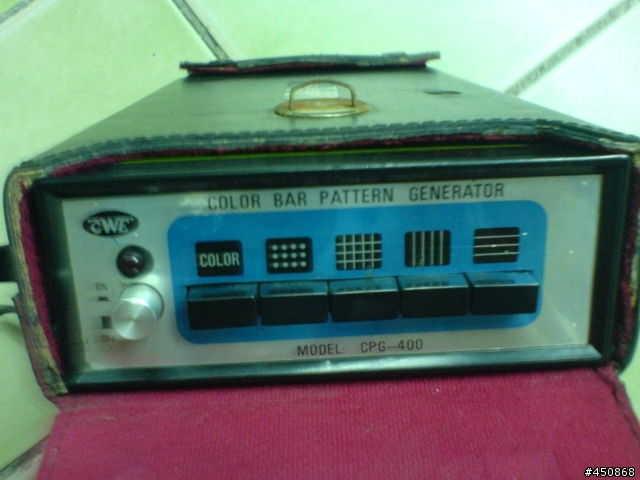 COLOR BAR PATTERN GENERATOR
CWE
COLOR
ON
MODEL: CPG-400
#450868